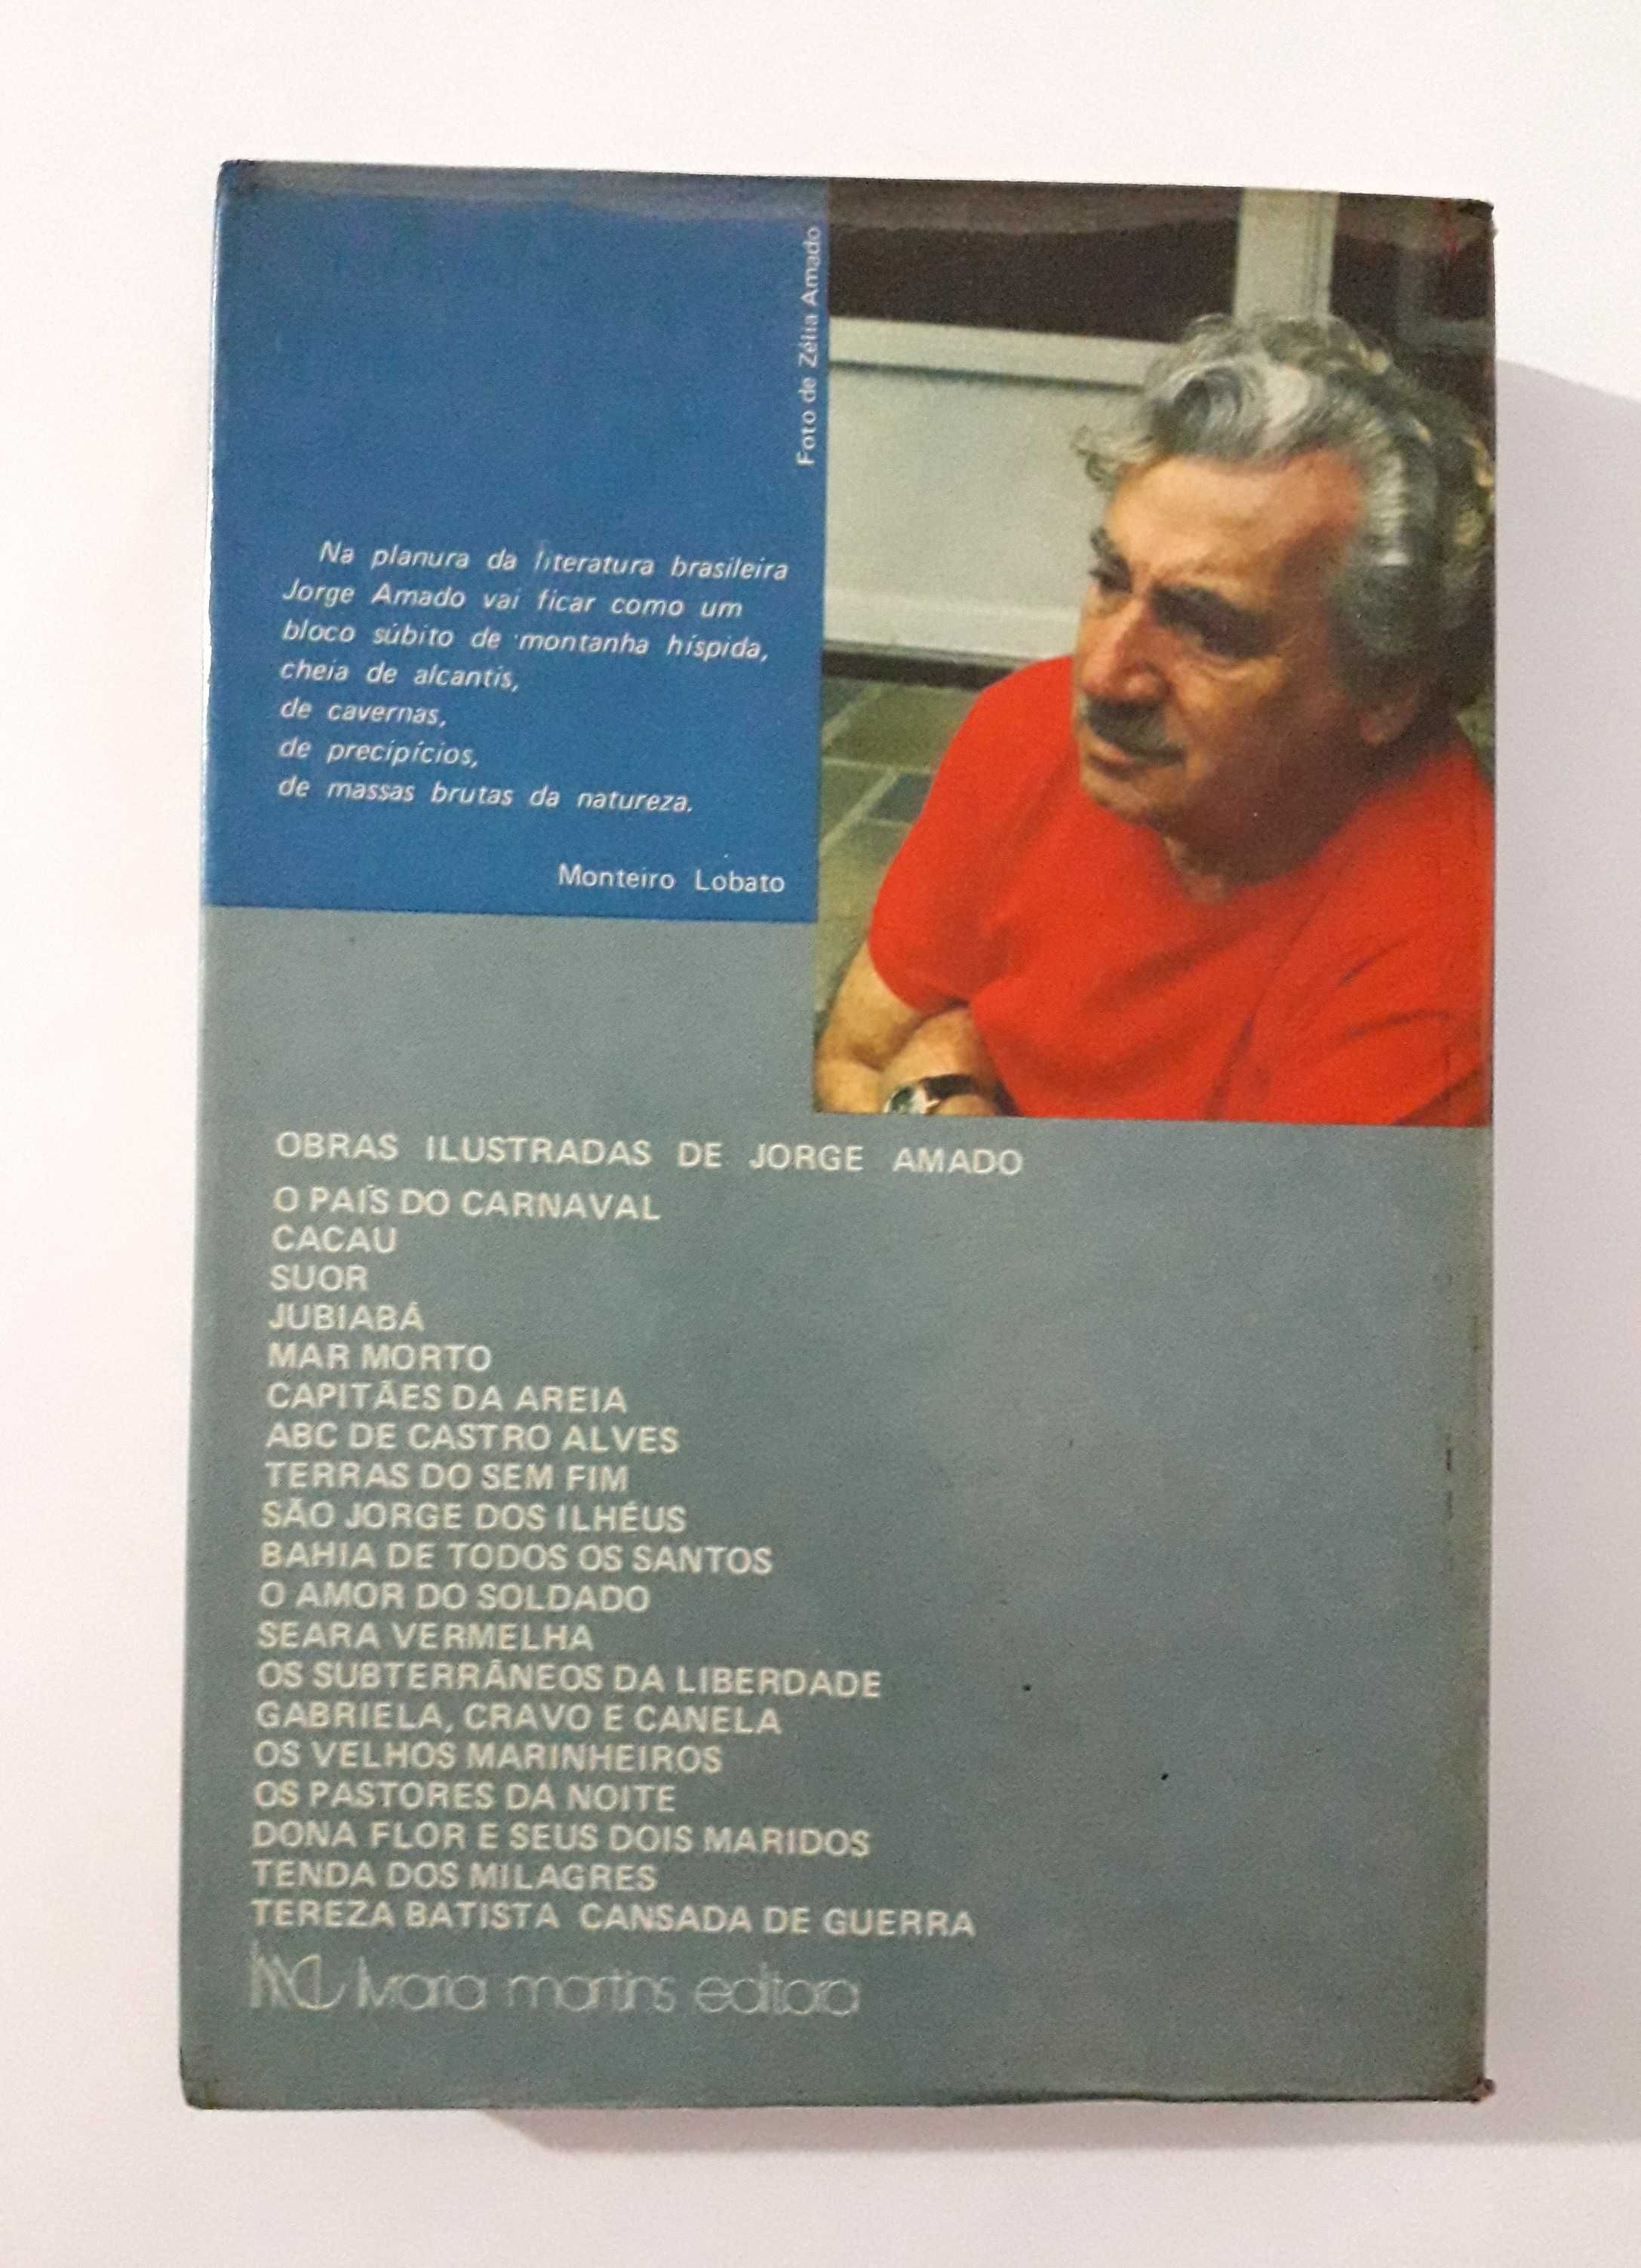 Foto de Zélia Amado
Na planura da literatura brasileira
Jorge Amado vai ficar como um
bloco súbito de montanha híspida,
cheia de alcantis,
de cavernas,
de precipícios,
de massas brutas da natureza.
Monteiro Lobato
OBRAS ILUSTRADAS DE JORGE AMADO
O PAÍS DO CARNAVAL
CACAU
SUOR
JUBIABÁ
MAR MORTO
CAPITÃES DA AREIA
ABC DE CASTRO ALVES
TERRAS DO SEM FIM
SÃO JORGE DOS ILHÉUS
BAHIA DE TODOS OS SANTOS
O AMOR DO SOLDADO
SEARA VERMELHA
OS SUBTERRÂNEOS DA LIBERDADE
GABRIELA, CRAVO E CANELA
OS VELHOS MARINHEIROS
OS PASTORES DA NOITE
DONA FLOR E SEUS DOIS MARIDOS
TENDA DOS MILAGRES
TEREZA BATISTA CANSADA DE GUERRA
livraria martins editora